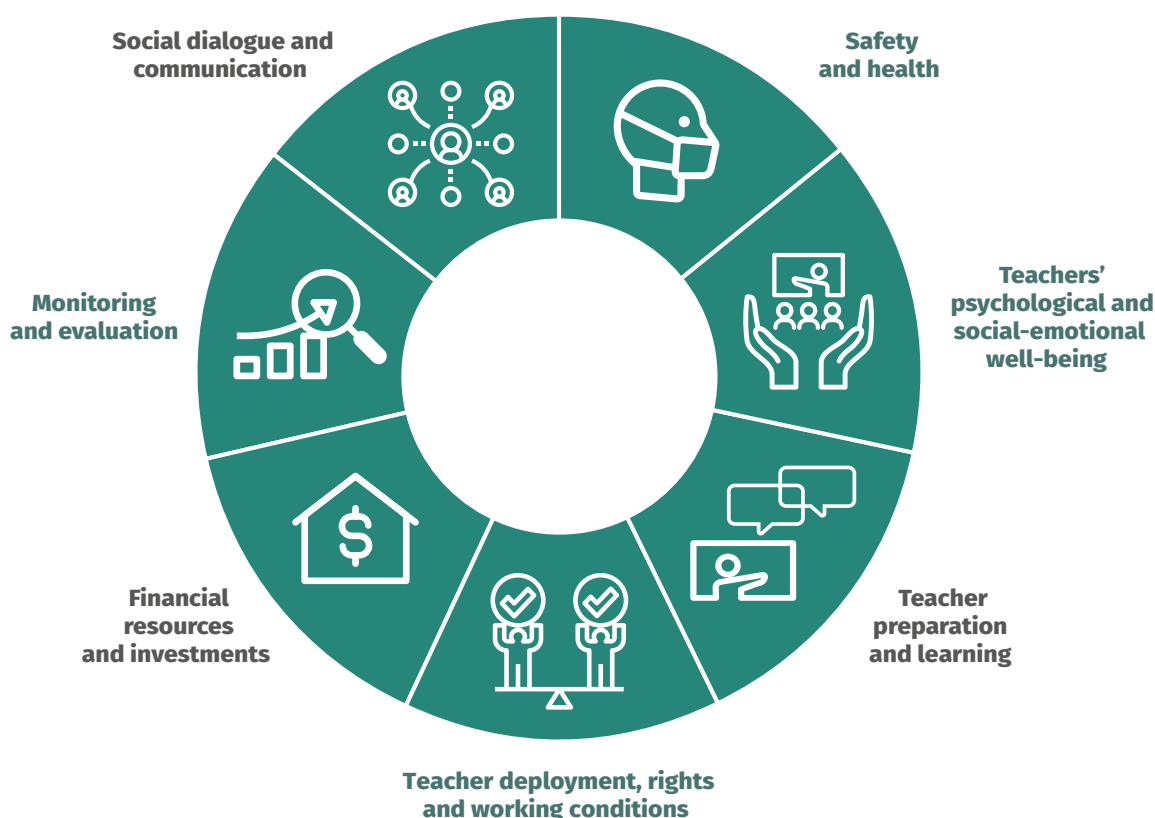 Social dialogue and
communication
Safety
and health
Teachers’
psychological and
social-emotional
well-being
Teacher
preparation
and learning
Teacher deployment, rights
and working conditions
Financial
resources
and investments
Monitoring
and evaluation
$